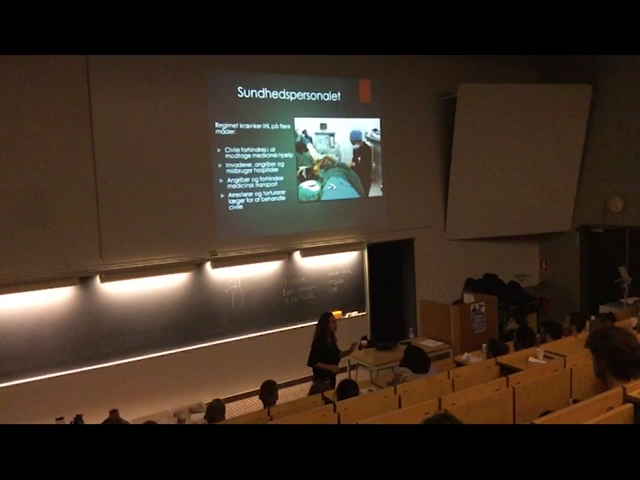 Sundhedspersonalet
Regimet krænker IHL på flere
måder:
Civile forhindres i at
modtage medicinsk hjælp
Invaderer, angriber og
misbruger hospitaler
Angriber og forhindrer
medicinsk transport
Arresterer og torturerer
læger for at behandle
civile